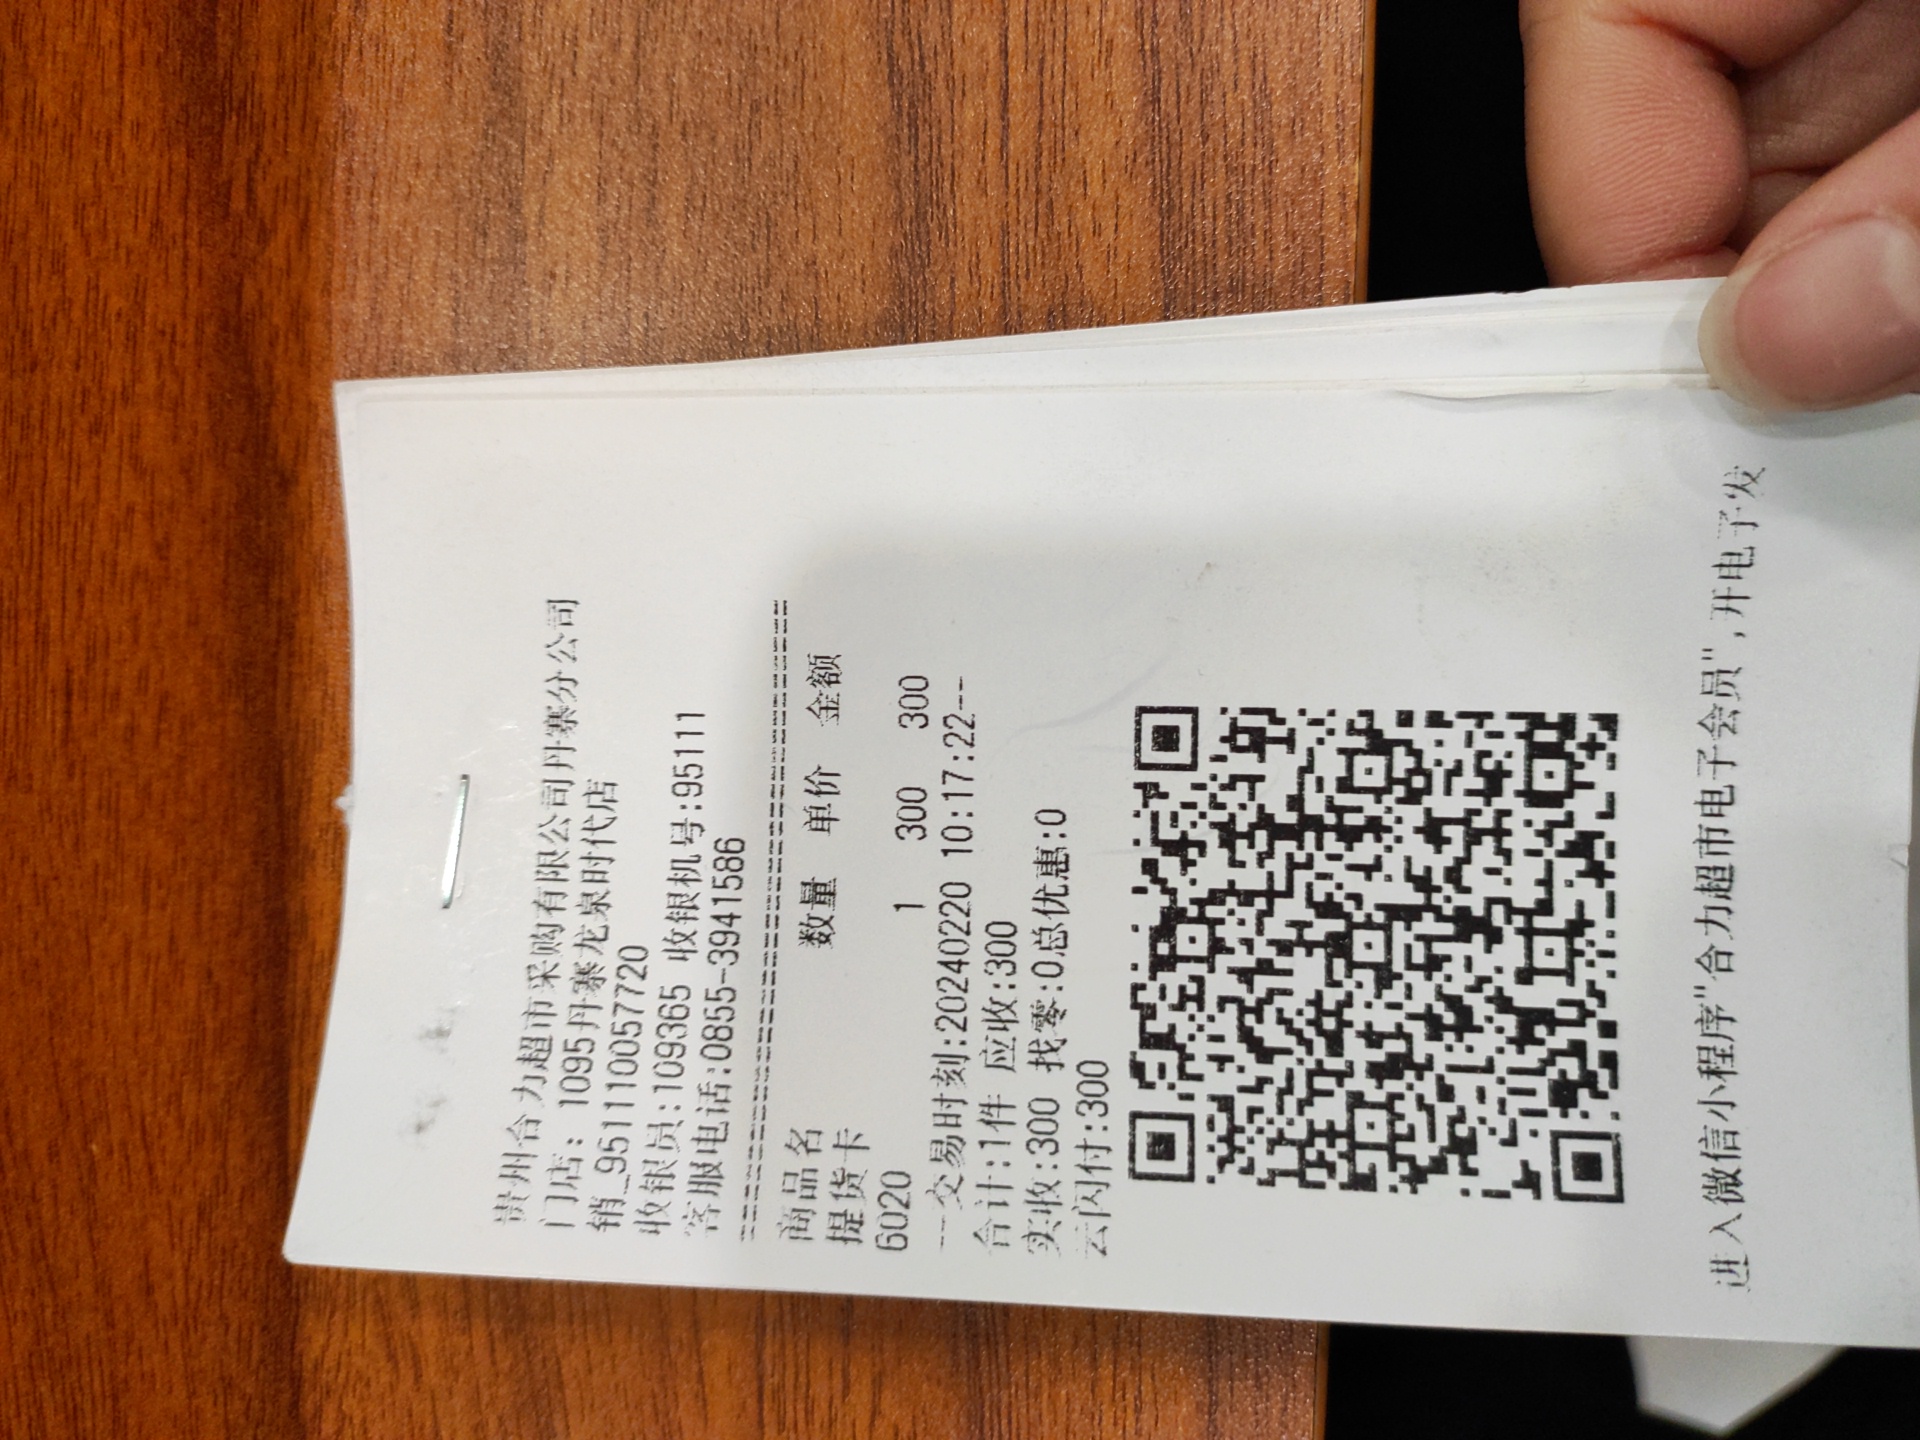 贵州合力超市采购有限公司丹寨分公司
门店: 1095丹寨龙泉时代店
销_9511110057720
收银员:109365 收银机号:95111
客服电话:0855-3941586
商品名 数量 单价 金额
提货卡
6020 1 300 300
--交易时刻:20240220 10:17:22--
合计:1件 应收:300
实收:300 找零:0总优惠:0
云闪付:300
进入微信小程序"合力超市电子会员",开电子发